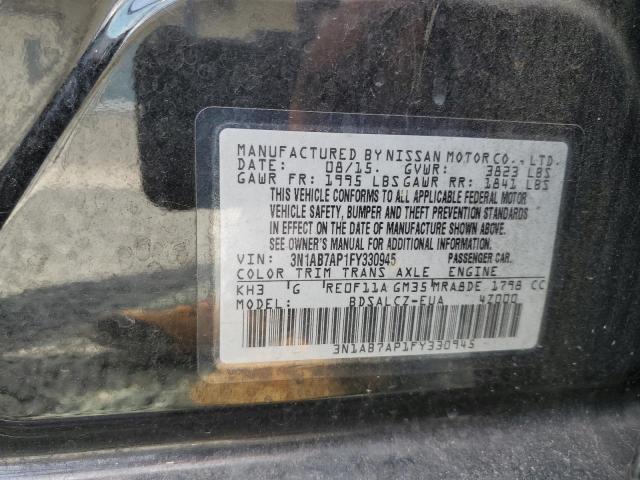 MANUFACTURED BY NISSAN MOTOR CO., LTD.
DATE: 08/15. GVWR: 3823 LBS
GAWR FR: 1995 LBS GAWR RR: 1841 LBS
THIS VEHICLE CONFORMS TO ALL APPLICABLE FEDERAL MOTOR
VEHICLE SAFETY, BUMPER AND THEFT PREVENTION STANDARDS
IN EFFECT ON THE DATE OF MANUFACTURE SHOWN ABOVE.
SEE OWNER'S MANUAL FOR ADDITIONAL INFORMATION.
VIN: 3N1AB7AP1FY330945 PASSENGER CAR.
COLOR TRIM TRANS AXLE ENGINE
KH3 G RE0F11A GM35 MRA8DE 1798 CC
MODEL: BDSALCZ-EUA 47000
3N1AB7AP1FY330945